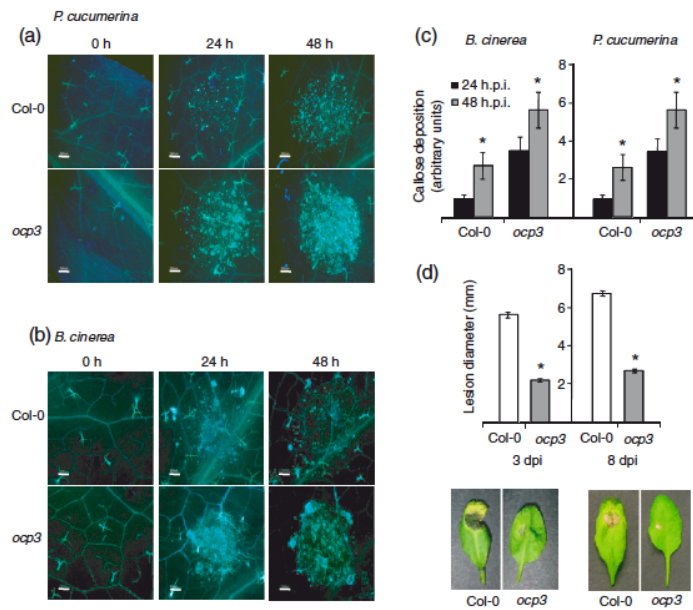 P. cucumerina
(a)
0 h 24 h 48 h
Col-0
ocp3
(b) B. cinerea
0 h 24 h 48 h
Col-0
ocp3
(c)
B. cinerea P. cucumerina
24 h.p.i.
48 h.p.i.
Callose deposition
(arbitrary units)
8
6
4
2
* * * *
Col-0 ocp3 Col-0 ocp3
(d)
Lesion diameter (mm)
8
6
4
2
* *
Col-0 ocp3 Col-0 ocp3
3 dpi 8 dpi
Col-0 ocp3 Col-0 ocp3